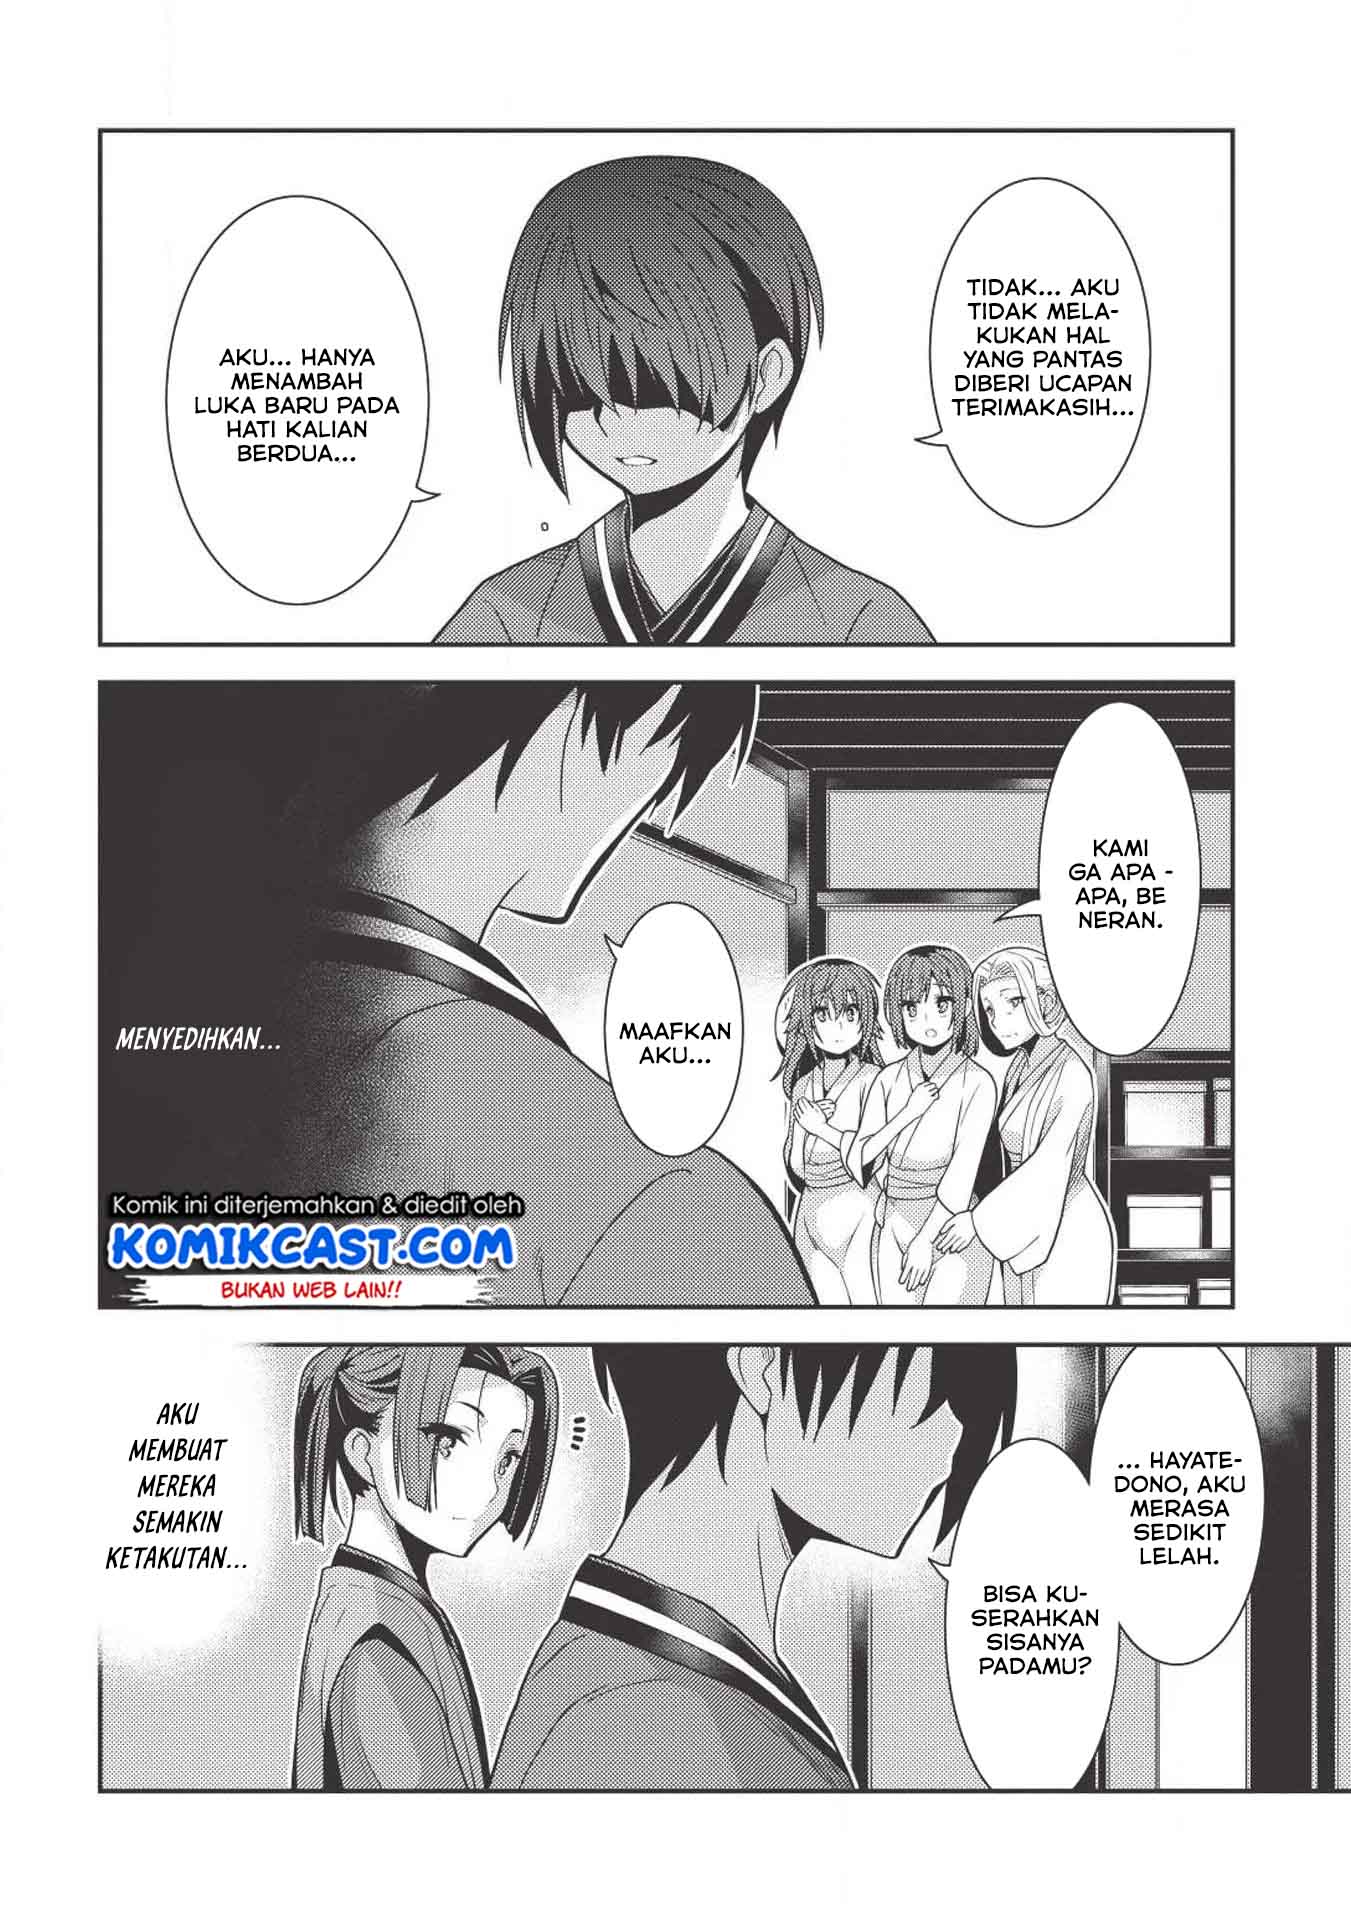 TIDAK... AKU
TIDAK MELA-
KUKAN HAL
YANG PANTAS
DIBERI UCAPAN
TERIMAKASIH...
AKU... HANYA
MENAMBAH
LUKA BARU PADA
HATI KALIAN
BERDUA...
KAMI
GA APA -
APA, BE
NERAN.
MAAFKAN
AKU...
MENYEDIHKAN...
Komik ini diterjemahkan & diedit oleh
KOMIKCAST.COM
BUKAN WEB LAIN!!
... HAYATE-
DONO, AKU
MERASA
SEDIKIT
LELAH.
BISA KU-
SERAHKAN
SISANYA
PADAMU?
AKU
MEMBUAT
MEREKA
SEMAKIN
KETAKUTAN...